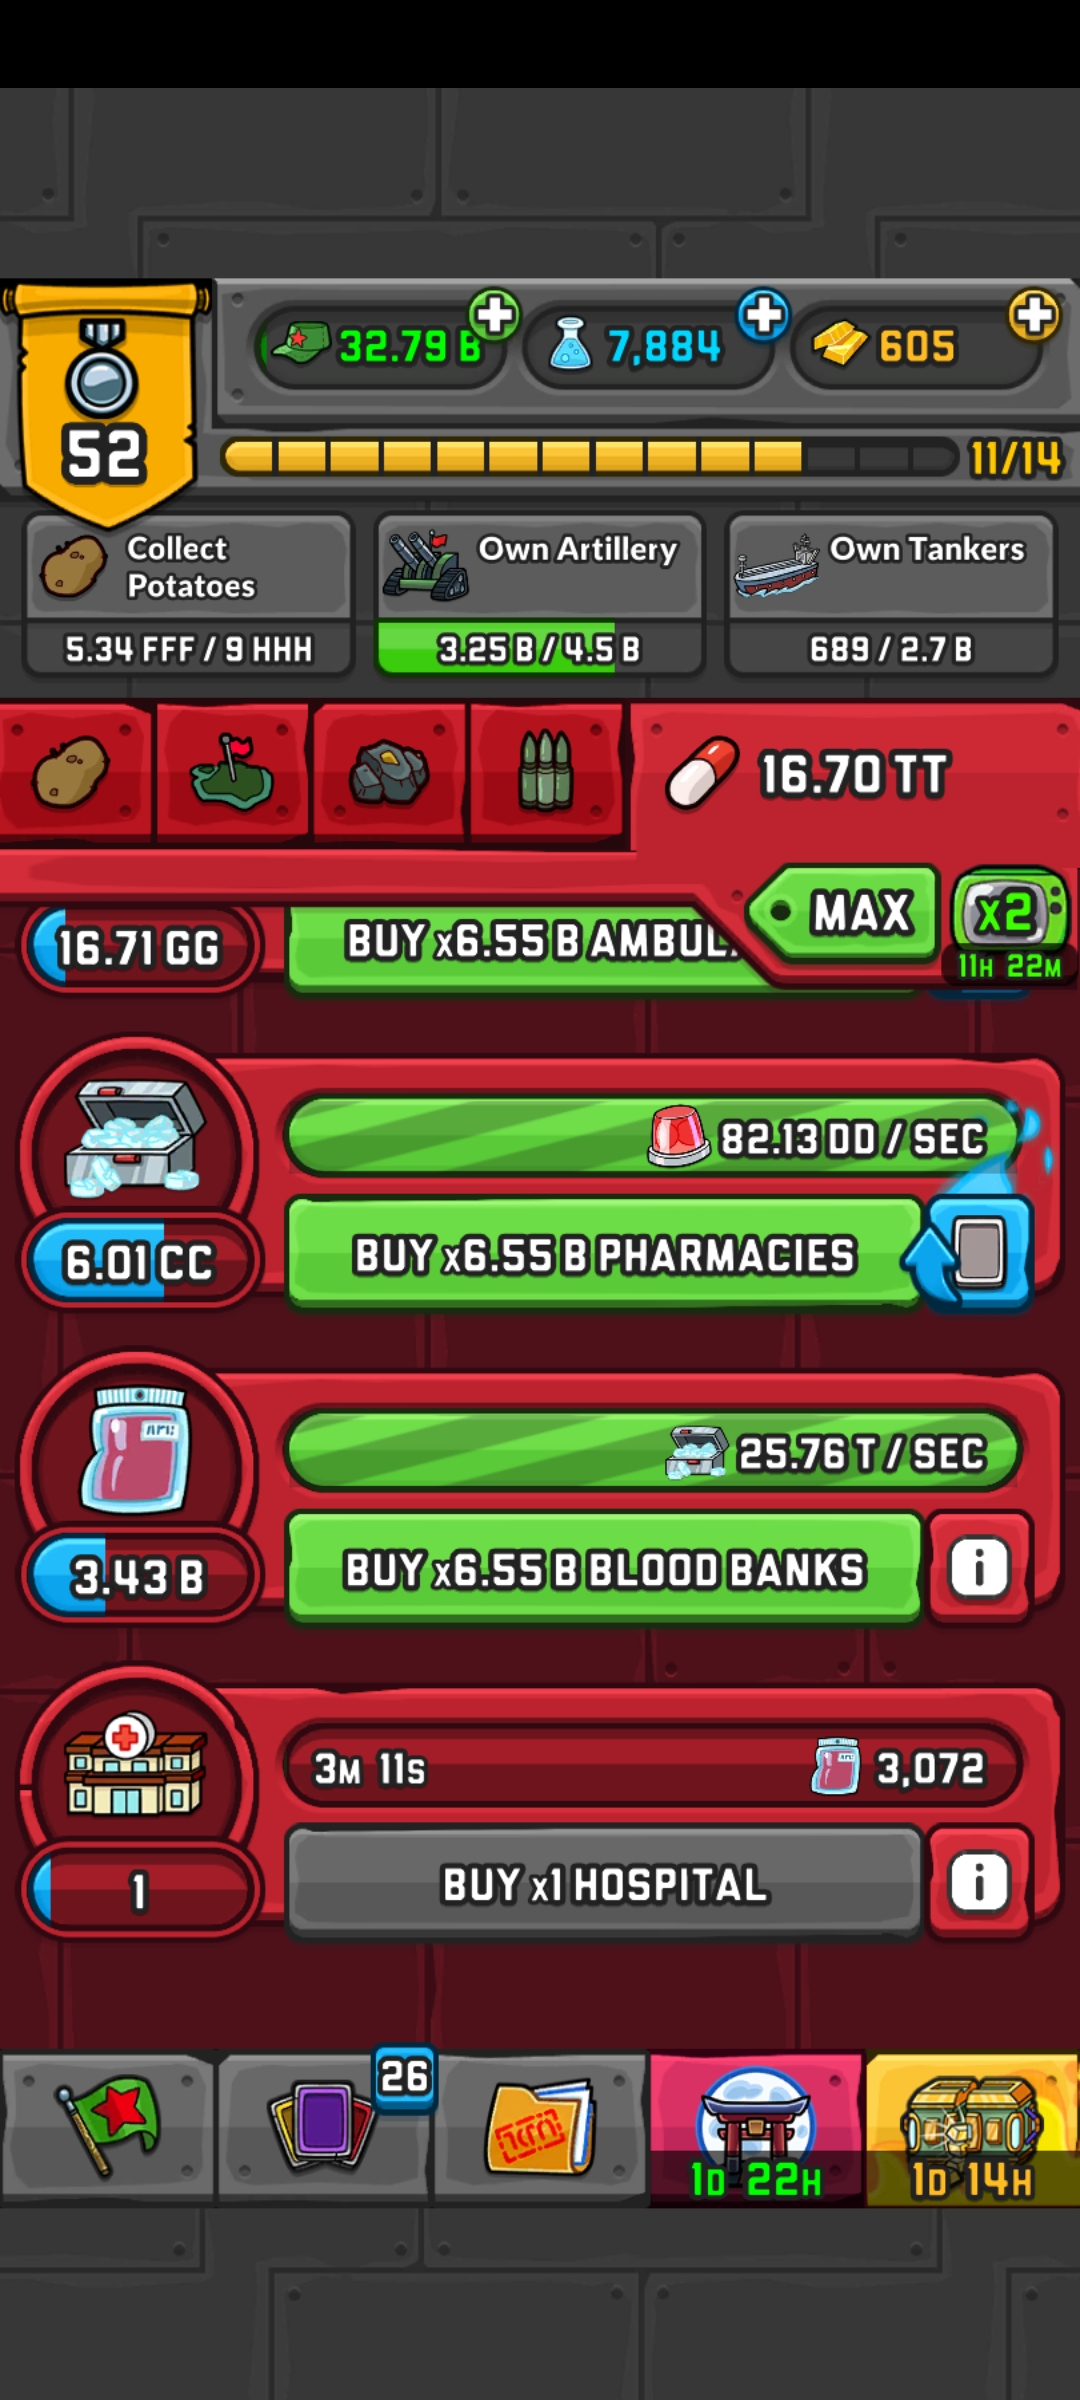 32.79 B
7,884
605
52
11/14
Collect
Potatoes
5.34 FFF / 9 HHH
Own Artillery
3.25 B / 4.5 B
Own Tankers
689 / 2.7 B
16.70 TT
MAX
x2
11H 22M
16.71 GG
BUY x6.55 B AMBUL
82.13 DD / SEC
6.01 CC
BUY x6.55 B PHARMACIES
25.76 T / SEC
3.43 B
BUY x6.55 B BLOOD BANKS
i
3M 11S
3,072
1
BUY x1 HOSPITAL
i
26
1D 22H
1D 14H